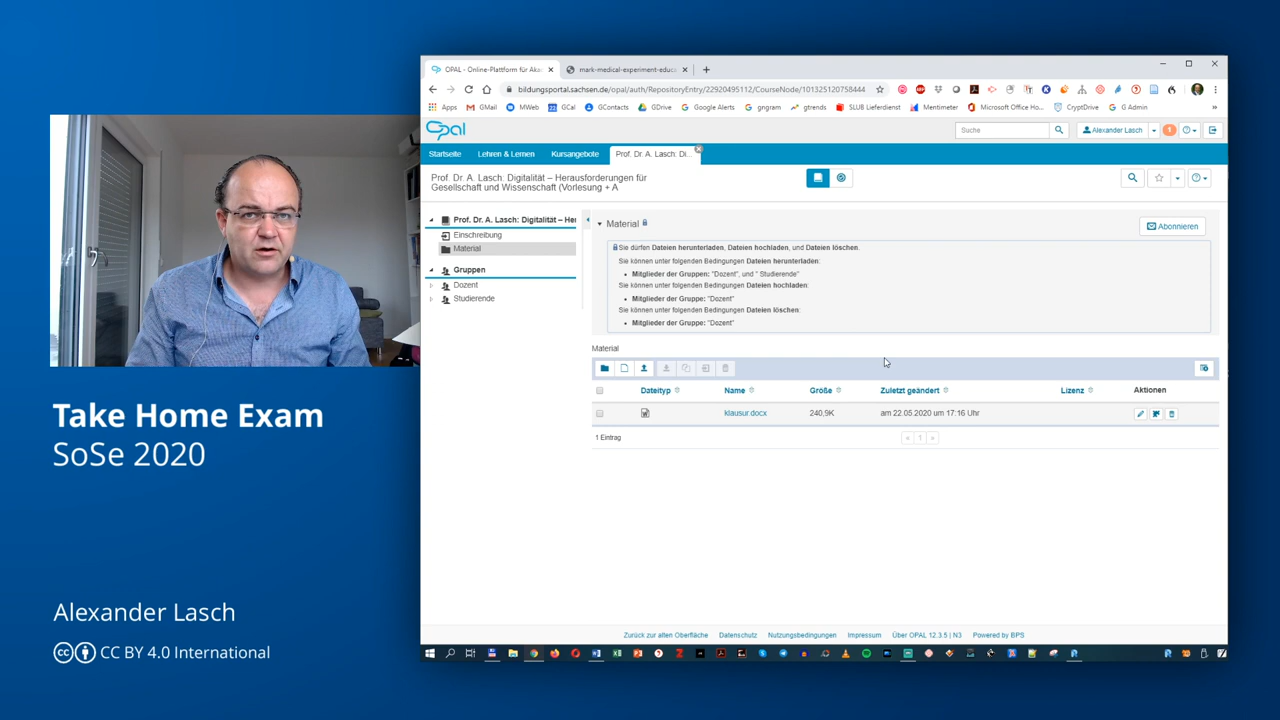 Take Home Exam
SoSe 2020
Alexander Lasch
CC BY 4.0 International
OPAL - Online-Plattform für Aka
mark-medical-experiment-educ
bildungsportal.sachsen.de/opal/auth/RepositoryEntry/22920495112/CourseNode/101325120758444
Apps GMail MWeb GCal GContacts GDrive Google Alerts gngram gtrends SLUB Lieferdienst Mentimeter Microsoft Office Ho... CryptDrive G Admin »
Opal
Suche
Alexander Lasch
1
Startseite Lehren & Lernen Kursangebote Prof. Dr. A. Lasch: Di...
Prof. Dr. A. Lasch: Digitalität – Herausforderungen für
Gesellschaft und Wissenschaft (Vorlesung + A
Prof. Dr. A. Lasch: Digitalität – Her
Einschreibung
Material
Gruppen
Dozent
Studierende
Material
Abonnieren
Sie dürfen Dateien herunterladen, Dateien hochladen, und Dateien löschen.
Sie können unter folgenden Bedingungen Dateien herunterladen:
• Mitglieder der Gruppen: "Dozent", und " Studierende"
Sie können unter folgenden Bedingungen Dateien hochladen:
• Mitglieder der Gruppe: "Dozent"
Sie können unter folgenden Bedingungen Dateien löschen:
• Mitglieder der Gruppe: "Dozent"
Material
Dateityp Name Größe Zuletzt geändert Lizenz Aktionen
klausur.docx 240,9K am 22.05.2020 um 17:16 Uhr
1 Eintrag
« 1 »
Zurück zur alten Oberfläche Datenschutz Nutzungsbedingungen Impressum Über OPAL 12.3.5 | N3 Powered by BPS